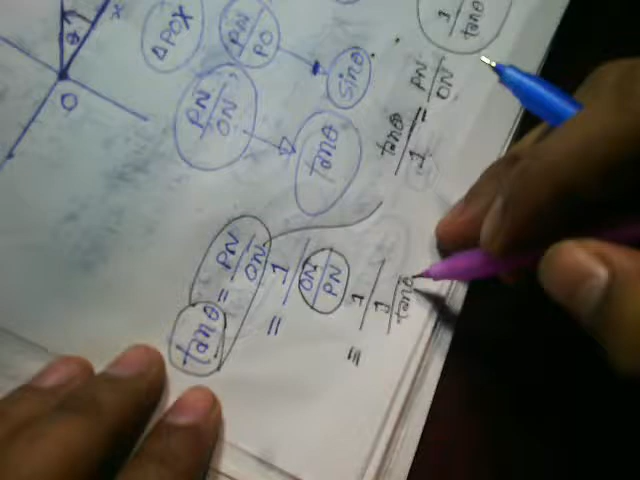 θ
x
O
ΔPOX
PN/PO
sinθ
PN/ON,
tanθ
1/tanθ
tanθ/1 = PN/ON
tanθ = PN/ON
= 1/(ON/PN)
= 1/(1/tanθ)